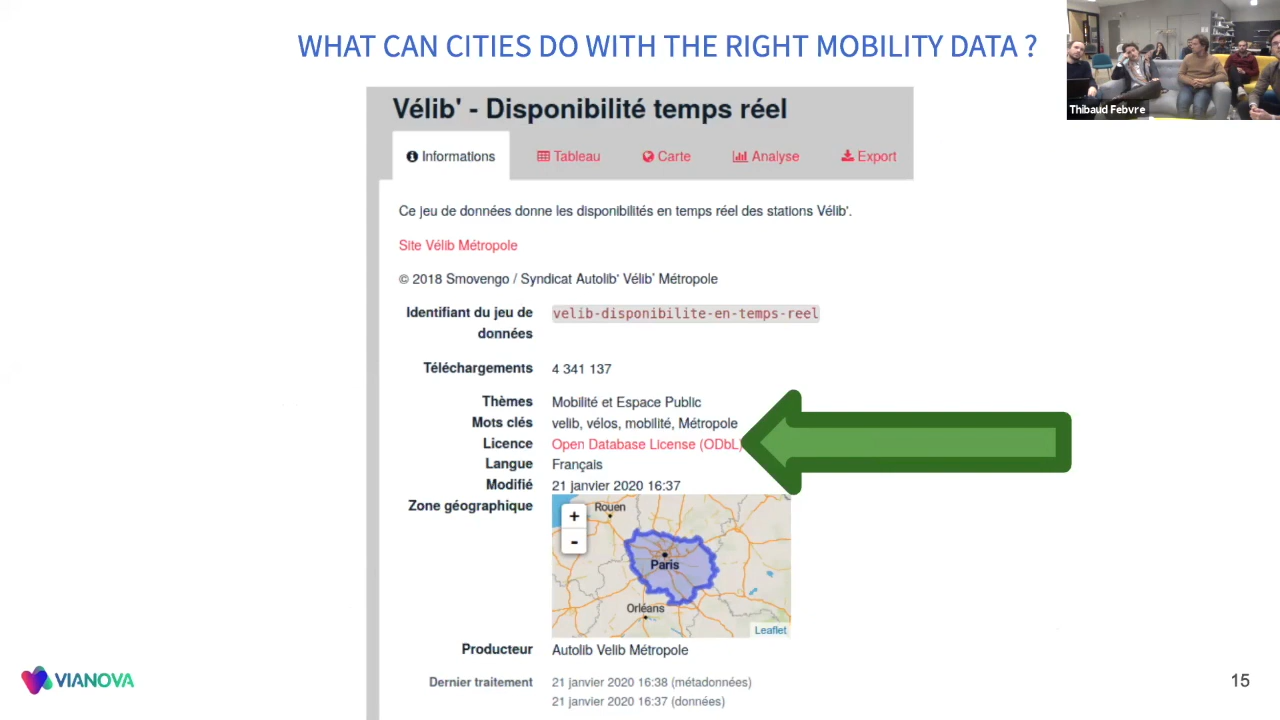 WHAT CAN CITIES DO WITH THE RIGHT MOBILITY DATA ?
Thibaud Febvre
Vélib' - Disponibilité temps réel
Informations Tableau Carte Analyse Export
Ce jeu de données donne les disponibilités en temps réel des stations Vélib'.
Site Vélib Métropole
© 2018 Smovengo / Syndicat Autolib' Vélib' Métropole
Identifiant du jeu de données velib-disponibilite-en-temps-reel
Téléchargements 4 341 137
Thèmes Mobilité et Espace Public
Mots clés velib, vélos, mobilité, Métropole
Licence Open Database License (ODbL)
Langue Français
Modifié 21 janvier 2020 16:37
Zone géographique
+
-
Rouen
Paris
Orléans
Leaflet
Producteur Autolib Velib Métropole
Dernier traitement 21 janvier 2020 16:38 (métadonnées)
21 janvier 2020 16:37 (données)
VIANOVA
15